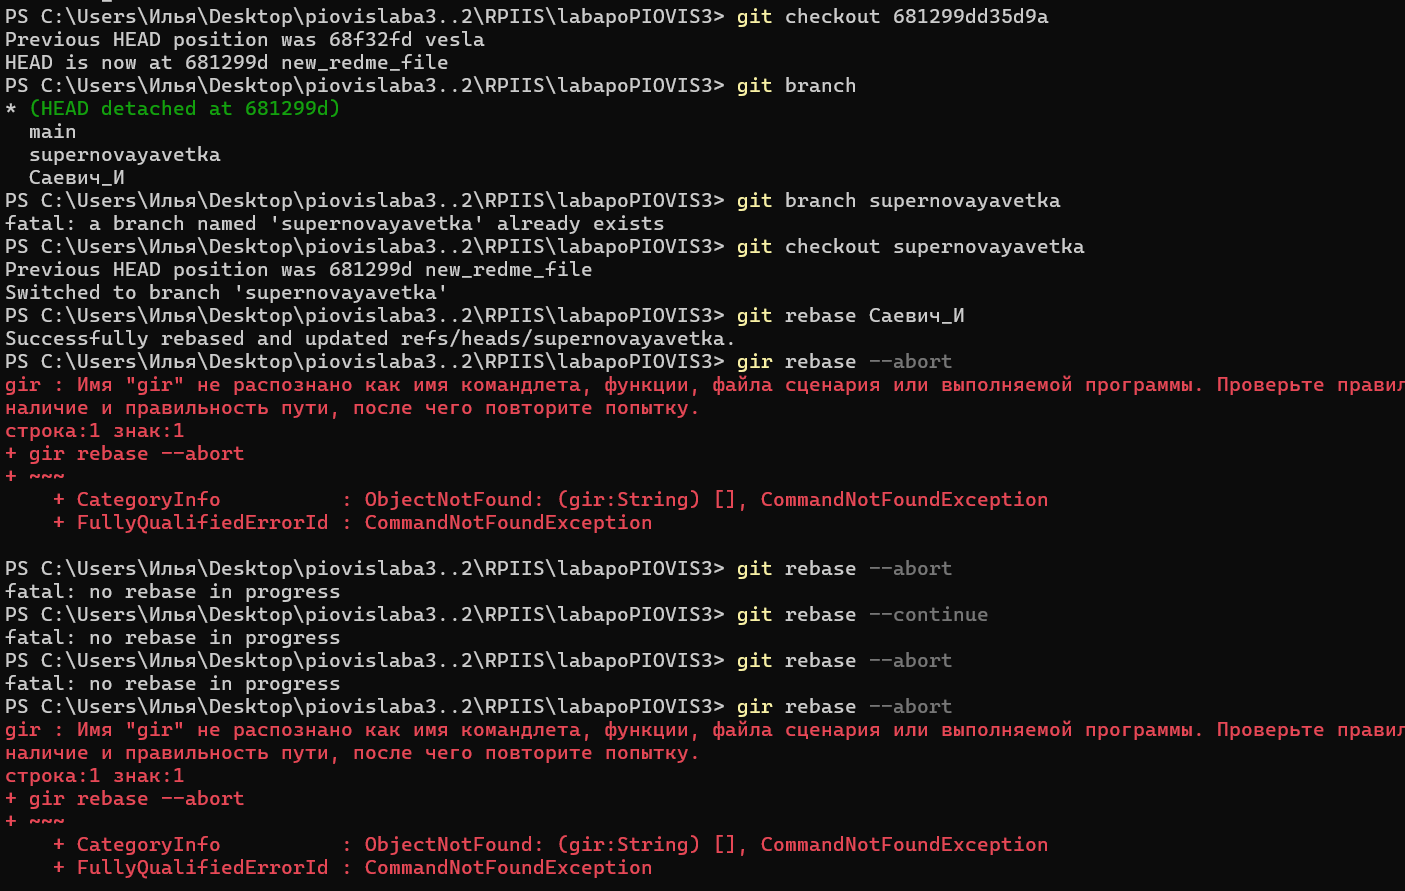 PS C:\Users\Илья\Desktop\piovislaba3..2\RPIIS\labapoPIOVIS3> git checkout 681299dd35d9a
Previous HEAD position was 68f32fd vesla
HEAD is now at 681299d new_redme_file
PS C:\Users\Илья\Desktop\piovislaba3..2\RPIIS\labapoPIOVIS3> git branch
* (HEAD detached at 681299d)
  main
  supernovayavetka
  Саевич_И
PS C:\Users\Илья\Desktop\piovislaba3..2\RPIIS\labapoPIOVIS3> git branch supernovayavetka
fatal: a branch named 'supernovayavetka' already exists
PS C:\Users\Илья\Desktop\piovislaba3..2\RPIIS\labapoPIOVIS3> git checkout supernovayavetka
Previous HEAD position was 681299d new_redme_file
Switched to branch 'supernovayavetka'
PS C:\Users\Илья\Desktop\piovislaba3..2\RPIIS\labapoPIOVIS3> git rebase Саевич_И
Successfully rebased and updated refs/heads/supernovayavetka.
PS C:\Users\Илья\Desktop\piovislaba3..2\RPIIS\labapoPIOVIS3> gir rebase --abort
gir : Имя "gir" не распознано как имя командлета, функции, файла сценария или выполняемой программы. Проверьте правил
наличие и правильность пути, после чего повторите попытку.
строка:1 знак:1
+ gir rebase --abort
+ ~~~
    + CategoryInfo          : ObjectNotFound: (gir:String) [], CommandNotFoundException
    + FullyQualifiedErrorId : CommandNotFoundException
PS C:\Users\Илья\Desktop\piovislaba3..2\RPIIS\labapoPIOVIS3> git rebase --abort
fatal: no rebase in progress
PS C:\Users\Илья\Desktop\piovislaba3..2\RPIIS\labapoPIOVIS3> git rebase --continue
fatal: no rebase in progress
PS C:\Users\Илья\Desktop\piovislaba3..2\RPIIS\labapoPIOVIS3> git rebase --abort
fatal: no rebase in progress
PS C:\Users\Илья\Desktop\piovislaba3..2\RPIIS\labapoPIOVIS3> gir rebase --abort
gir : Имя "gir" не распознано как имя командлета, функции, файла сценария или выполняемой программы. Проверьте правил
наличие и правильность пути, после чего повторите попытку.
строка:1 знак:1
+ gir rebase --abort
+ ~~~
    + CategoryInfo          : ObjectNotFound: (gir:String) [], CommandNotFoundException
    + FullyQualifiedErrorId : CommandNotFoundException